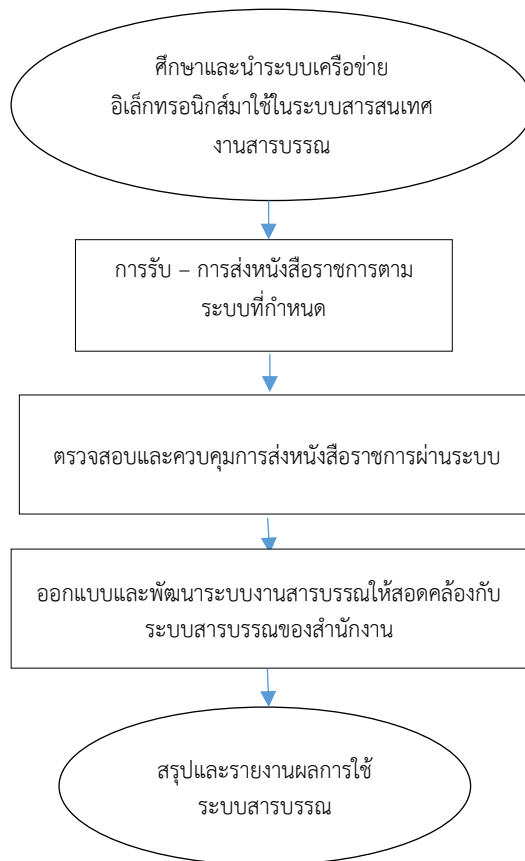 ศึกษาและนำระบบเครือข่าย
อิเล็กทรอนิกส์มาใช้ในระบบสารสนเทศ
งานสารบรรณ
การรับ – การส่งหนังสือราชการตาม
ระบบที่กำหนด
ตรวจสอบและควบคุมการส่งหนังสือราชการผ่านระบบ
ออกแบบและพัฒนาระบบงานสารบรรณให้สอดคล้องกับ
ระบบสารบรรณของสำนักงาน
สรุปและรายงานผลการใช้
ระบบสารบรรณ